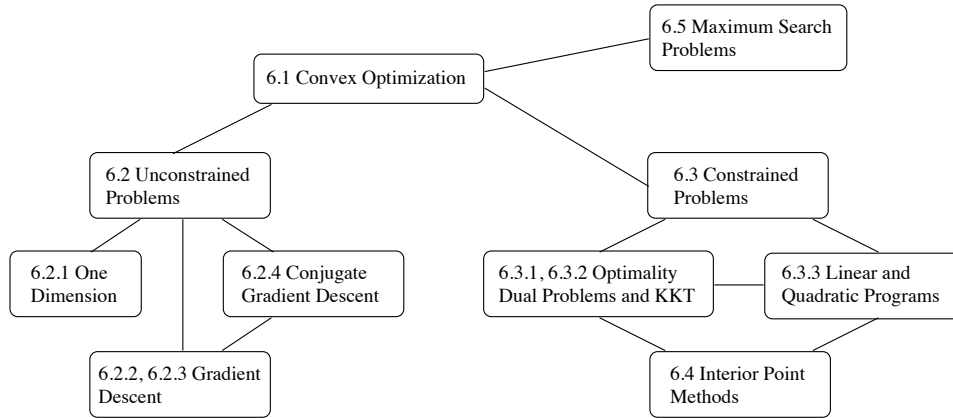 6.5 Maximum Search
Problems
6.1 Convex Optimization
6.2 Unconstrained
Problems
6.3 Constrained
Problems
6.2.1 One
Dimension
6.2.4 Conjugate
Gradient Descent
6.3.1, 6.3.2 Optimality
Dual Problems and KKT
6.3.3 Linear and
Quadratic Programs
6.2.2, 6.2.3 Gradient
Descent
6.4 Interior Point
Methods